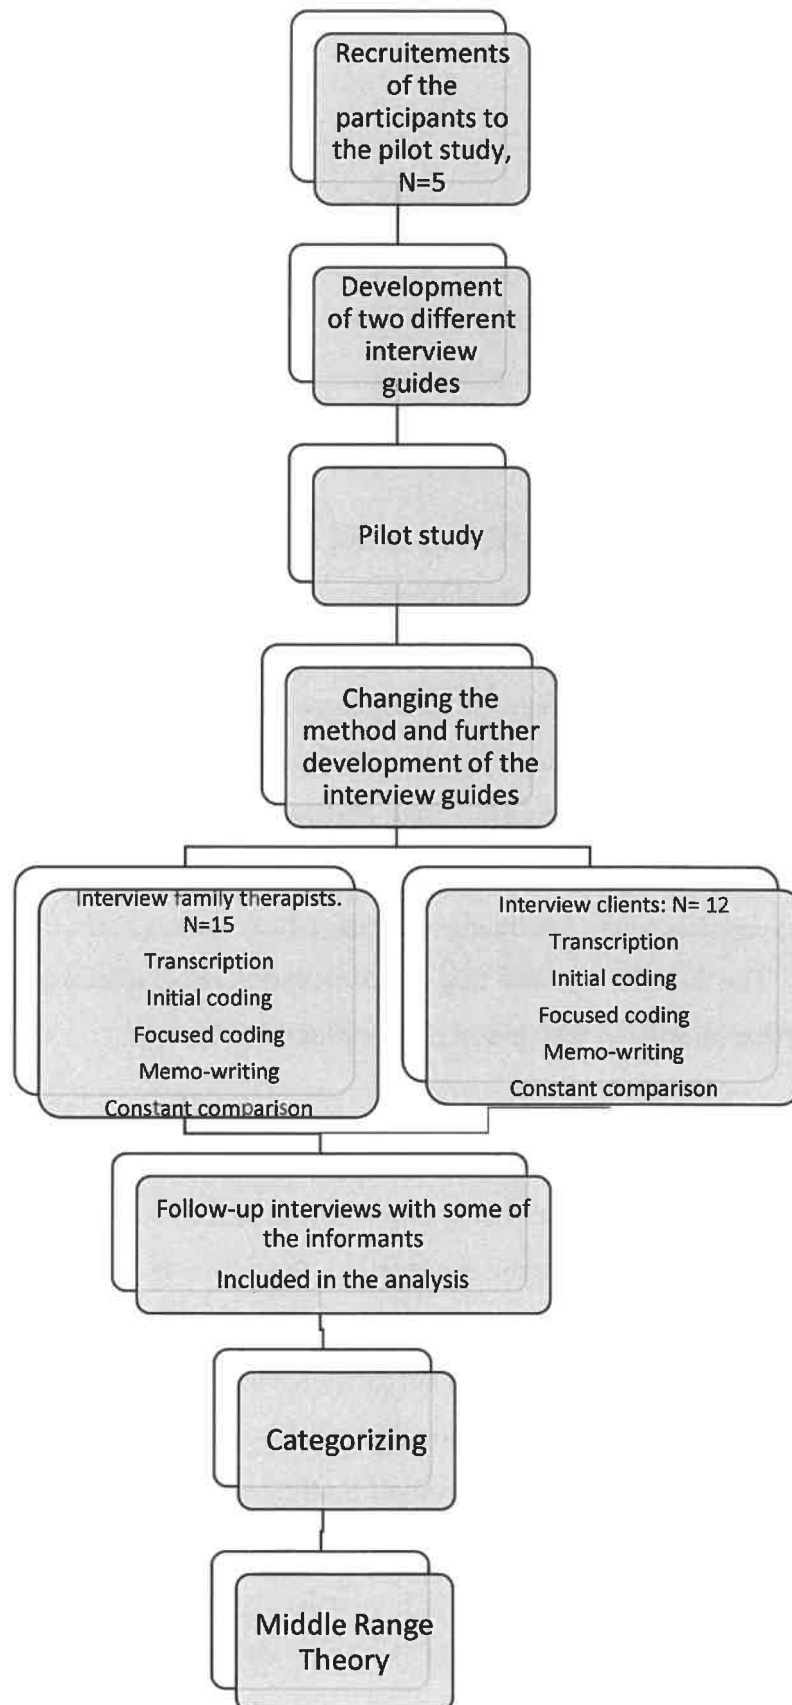 Recruitements
of the
participants to
the pilot study,
N=5
Development
of two different
interview
guides
Pilot study
Changing the
method and further
development of the
interview guides
Interview family therapists.
N=15
Transcription
Initial coding
Focused coding
Memo-writing
Constant comparison
Interview clients: N= 12
Transcription
Initial coding
Focused coding
Memo-writing
Constant comparison
Follow-up interviews with some of
the informants
Included in the analysis
Categorizing
Middle Range
Theory